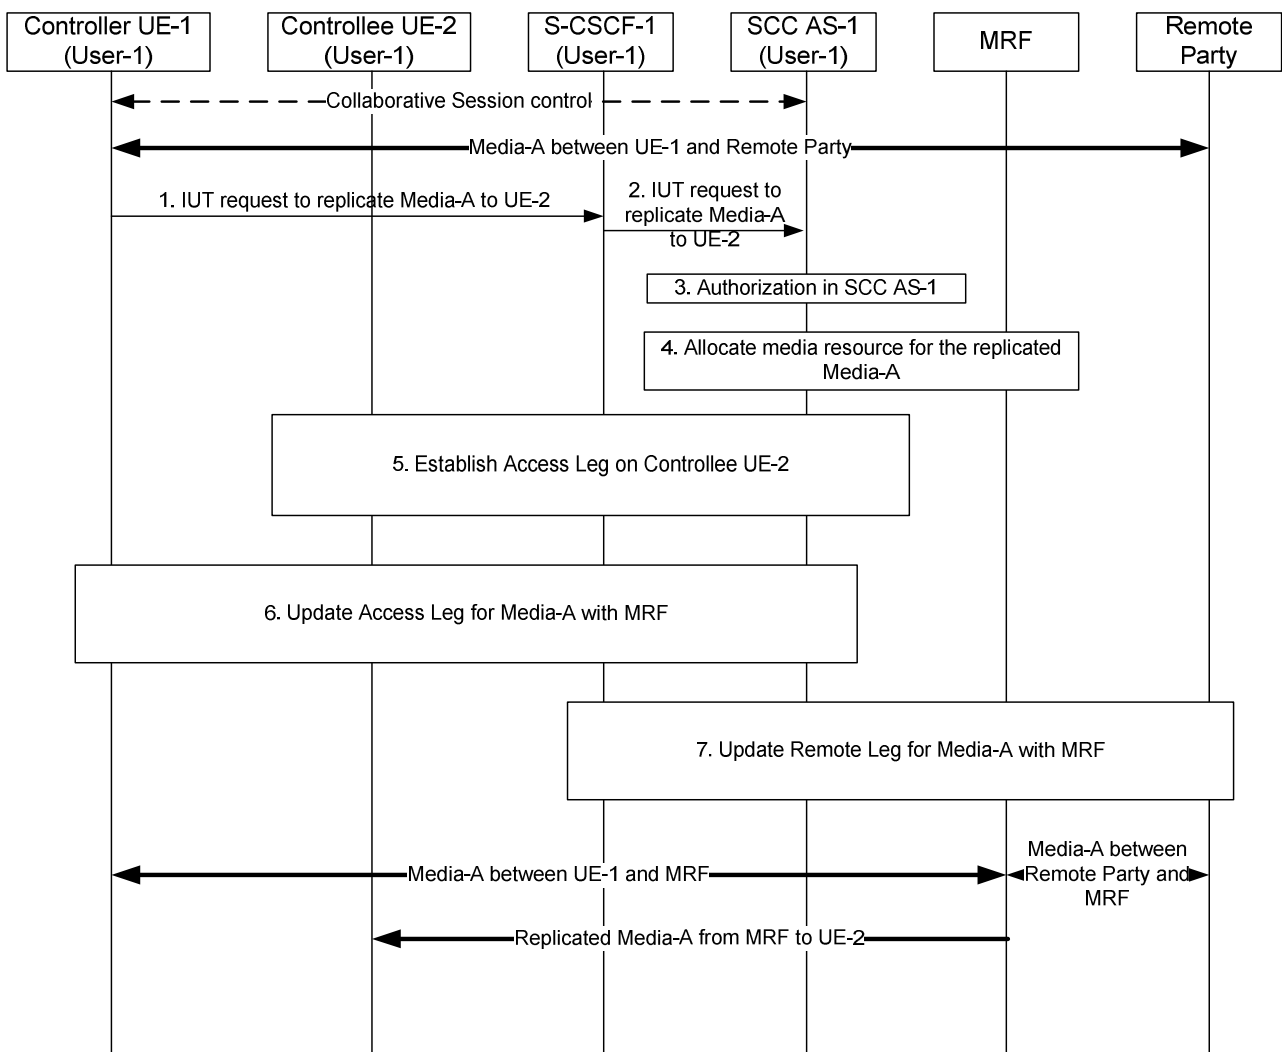 Controller UE-1
(User-1)
Controllee UE-2
(User-1)
S-CSCF-1
(User-1)
SCC AS-1
(User-1)
MRF
Remote
Party
Collaborative Session control
Media-A between UE-1 and Remote Party
1. IUT request to replicate Media-A to UE-2
2. IUT request to
replicate Media-A
to UE-2
3. Authorization in SCC AS-1
4. Allocate media resource for the replicated
Media-A
5. Establish Access Leg on Controllee UE-2
6. Update Access Leg for Media-A with MRF
7. Update Remote Leg for Media-A with MRF
Media-A between UE-1 and MRF
Media-A between
Remote Party and
MRF
Replicated Media-A from MRF to UE-2